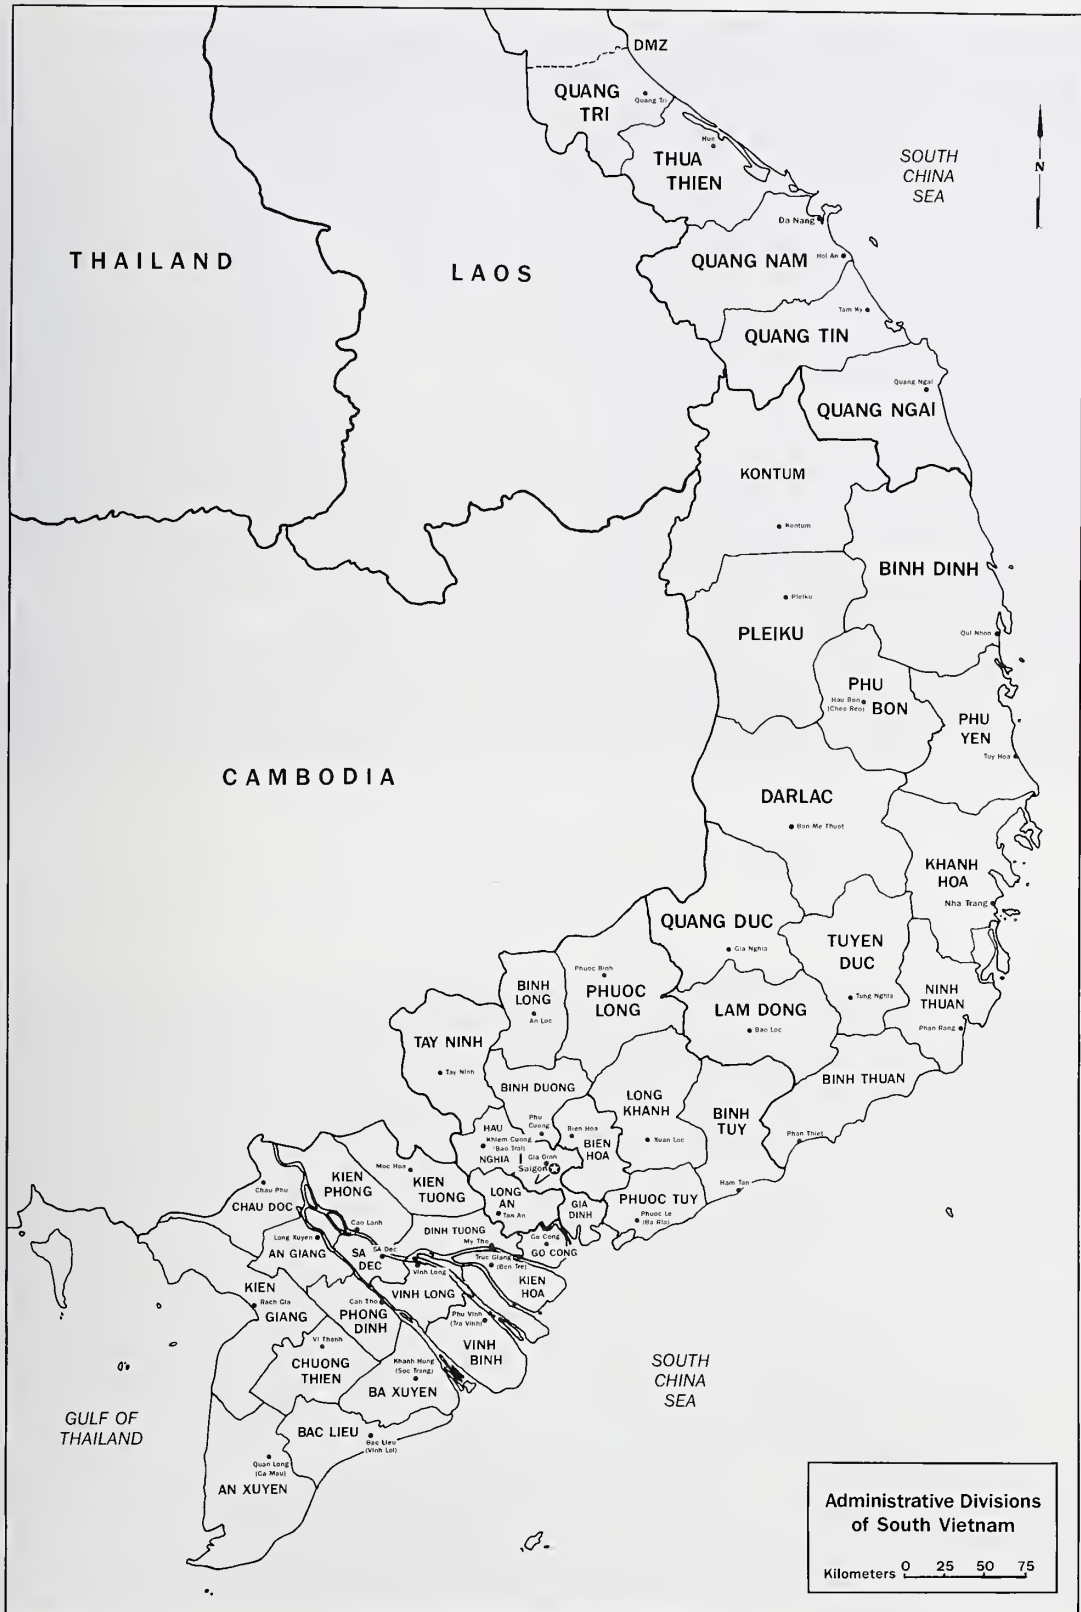 DMZ
QUANG
TRI
Quang Tri
Hue
THUA
THIEN
SOUTH
CHINA
SEA
N
Da Nang
THAILAND
LAOS
QUANG NAM
Hoi An
Tam Ky
QUANG TIN
Quang Ngai
QUANG NGAI
KONTUM
Kontum
BINH DINH
Pleiku
PLEIKU
Qui Nhon
PHU
BON
Hau Bon
(Cheo Reo)
PHU
YEN
Tuy Hoa
CAMBODIA
DARLAC
Ban Me Thuot
KHANH
HOA
Nha Trang
QUANG DUC
Gia Nghia
TUYEN
DUC
Tung Nghia
NINH
THUAN
Phan Rang
Phuoc Binh
PHUOC
LONG
BINH
LONG
An Loc
LAM DONG
Bao Loc
TAY NINH
Tay Ninh
BINH DUONG
Phu
Cuong
LONG
KHANH
Xuan Loc
BINH
TUY
BINH THUAN
Phan Thiet
Ham Tan
HAU
Khiem Cuong
(Bao Trai)
NGHIA
Bien Hoa
BIEN
HOA
Gia Dinh
Saigon
Moc Hoa
KIEN
PHONG
KIEN
TUONG
LONG
AN
Tan An
GIA
DINH
PHUOC TUY
Phuoc Le
(Ba Ria)
Chau Phu
CHAU DOC
Cao Lanh
DINH TUONG
My Tho
Go Cong
GO CONG
Long Xuyen
AN GIANG
SA
DEC
SA Dec
Truc Giang
(Ben Tre)
Vinh Long
KIEN
HOA
KIEN
Rach Gia
GIANG
VINH LONG
Can Tho
PHONG
DINH
Phu Vinh
(Tra Vinh)
VINH
BINH
Vi Thanh
CHUONG
THIEN
Khanh Hung
(Soc Trang)
BA XUYEN
SOUTH
CHINA
SEA
GULF OF
THAILAND
BAC LIEU
Bac Lieu
(Vinh Loi)
Quan Long
(Ca Mau)
AN XUYEN
Administrative Divisions
of South Vietnam
Kilometers 0 25 50 75